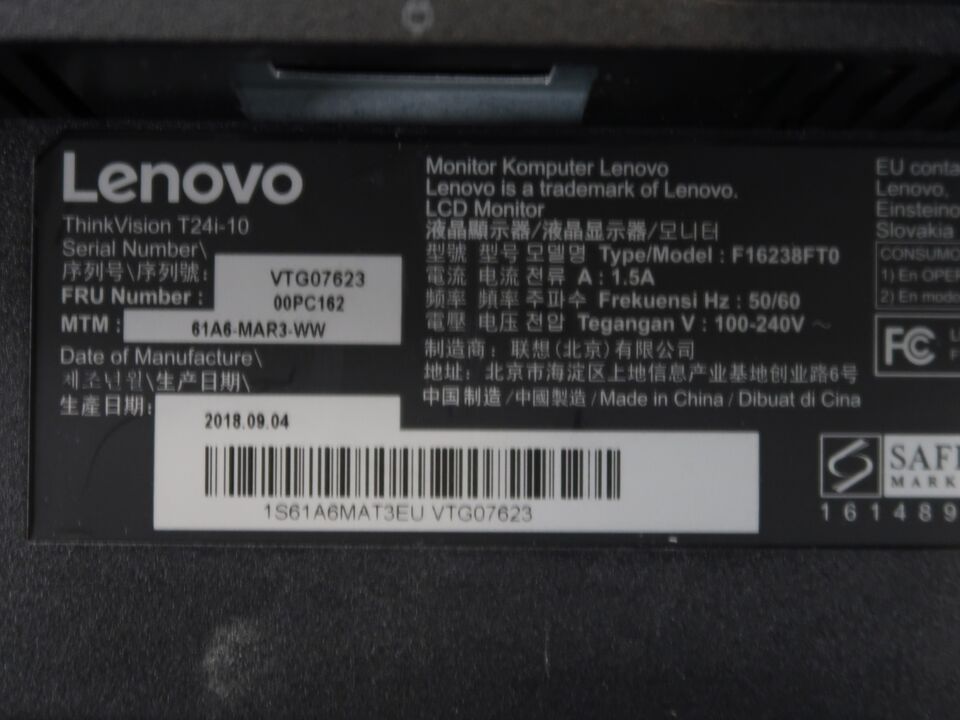 Lenovo
ThinkVision T24i-10
Serial Number\
序列号\序列號: VTG07623
FRU Number : 00PC162
MTM : 61A6-MAR3-WW
Date of Manufacture\
제조년월\生产日期\
生產日期: 2018.09.04
1S61A6MAT3EU VTG07623
Monitor Komputer Lenovo
Lenovo is a trademark of Lenovo.
LCD Monitor
液晶顯示器/液晶显示器/모니터
型號 型号 모델명 Type/Model : F16238FT0
電流 电流 전류 A : 1.5A
频率 頻率 주파수 Frekuensi Hz : 50/60
電壓 电压 전압 Tegangan V : 100-240V ~
制造商: 联想(北京)有限公司
地址: 北京市海淀区上地信息产业基地创业路6号
中国制造/中國製造/Made in China / Dibuat di Cina
EU conta
Lenovo,
Einsteino
Slovakia
CONSUMO
1) En OPER
2) En modo
FC
SAFE
MARK
161489